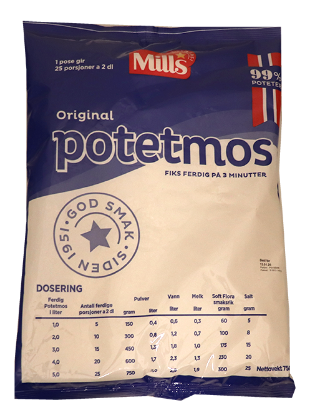 1 pose gir
25 porsjoner a 2 dl
Mills
99%
POTETER
Original
potetmos
FIKS FERDIG PÅ 3 MINUTTER
GOD SMAK • SIDEN 1951 •
DOSERING
Ferdig Potetmos i liter Antall ferdige porsjoner a 2 dl Pulver gram liter Vann liter Melk liter Soft Flora smaksrik gram Salt gram
1,0 5 150 0,4 0,6 0,3 60 5
2,0 10 300 0,8 1,2 0,7 100 8
3,0 15 450 1,3 1,8 1,0 175 15
4,0 20 600 1,7 2,3 1,3 230 20
5,0 25 750 1,9 300 25
Nettovekt